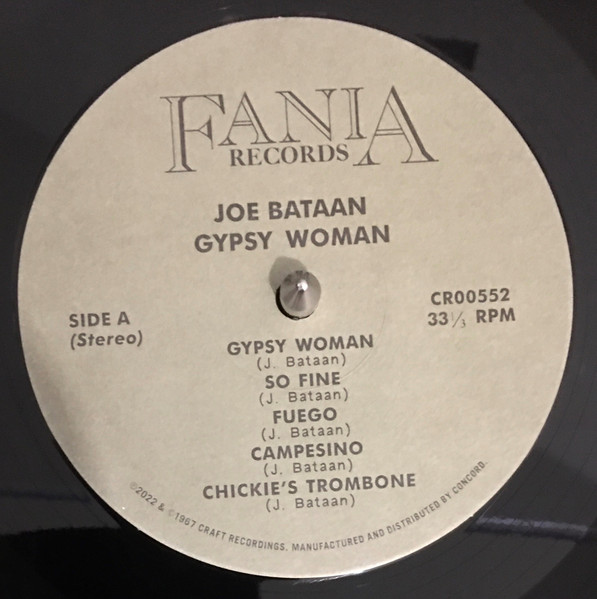 FANIA
RECORDS
JOE BATAAN
GYPSY WOMAN
SIDE A
(Stereo)
CR00552
33⅓ RPM
GYPSY WOMAN
(J. Bataan)
SO FINE
(J. Bataan)
FUEGO
(J. Bataan)
CAMPESINO
(J. Bataan)
CHICKIE'S TROMBONE
(J. Bataan)
©2022 & ℗1967 CRAFT RECORDINGS. MANUFACTURED AND DISTRIBUTED BY CONCORD.